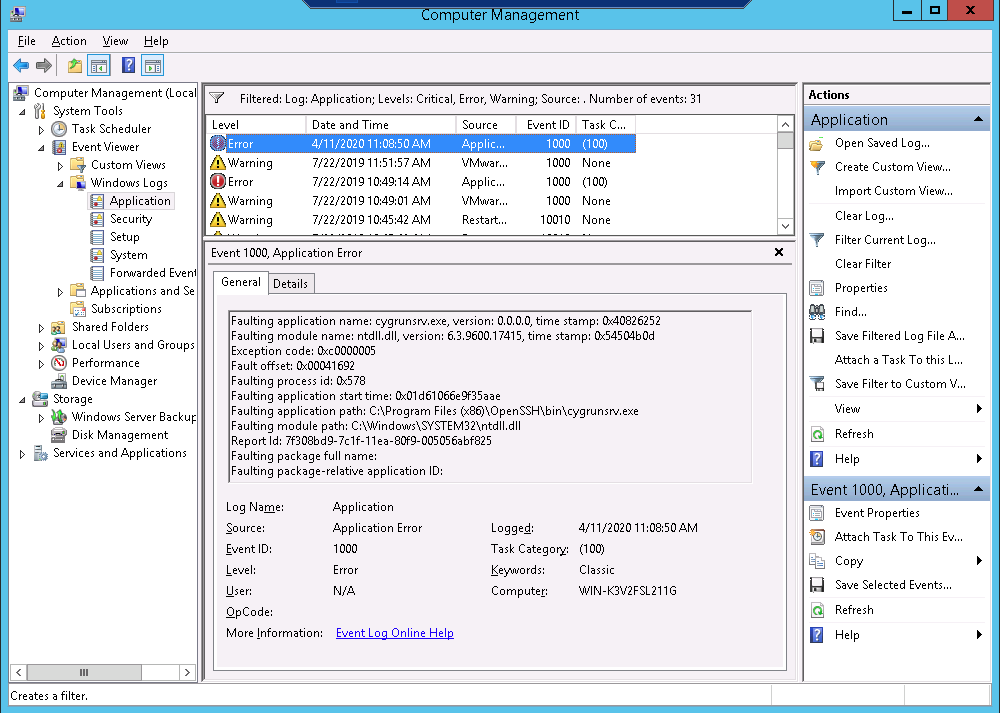 Computer Management
File Action View Help
Computer Management (Local
System Tools
Task Scheduler
Event Viewer
Custom Views
Windows Logs
Application
Security
Setup
System
Forwarded Event
Applications and Se
Subscriptions
Shared Folders
Local Users and Groups
Performance
Device Manager
Storage
Windows Server Backup
Disk Management
Services and Applications
Filtered: Log: Application; Levels: Critical, Error, Warning; Source: . Number of events: 31
Level Date and Time Source Event ID Task C...
Error 4/11/2020 11:08:50 AM Applic... 1000 (100)
Warning 7/22/2019 11:51:57 AM VMwar... 1000 None
Error 7/22/2019 10:49:14 AM Applic... 1000 (100)
Warning 7/22/2019 10:49:01 AM VMwar... 1000 None
Warning 7/22/2019 10:45:42 AM Restart... 10010 None
Event 1000, Application Error
General Details
Faulting application name: cygrunsrv.exe, version: 0.0.0.0, time stamp: 0x40826252
Faulting module name: ntdll.dll, version: 6.3.9600.17415, time stamp: 0x54504b0d
Exception code: 0xc0000005
Fault offset: 0x00041692
Faulting process id: 0x578
Faulting application start time: 0x01d61066e9f35aae
Faulting application path: C:\Program Files (x86)\OpenSSH\bin\cygrunsrv.exe
Faulting module path: C:\Windows\SYSTEM32\ntdll.dll
Report Id: 7f308bd9-7c1f-11ea-80f9-005056abf825
Faulting package full name:
Faulting package-relative application ID:
Log Name: Application
Source: Application Error Logged: 4/11/2020 11:08:50 AM
Event ID: 1000 Task Category: (100)
Level: Error Keywords: Classic
User: N/A Computer: WIN-K3V2FSL211G
OpCode:
More Information: Event Log Online Help
Actions
Application
Open Saved Log...
Create Custom View...
Import Custom View...
Clear Log...
Filter Current Log...
Clear Filter
Properties
Find...
Save Filtered Log File A...
Attach a Task To this L...
Save Filter to Custom V...
View
Refresh
Help
Event 1000, Applicati...
Event Properties
Attach Task To This Ev...
Copy
Save Selected Events...
Refresh
Help
Creates a filter.